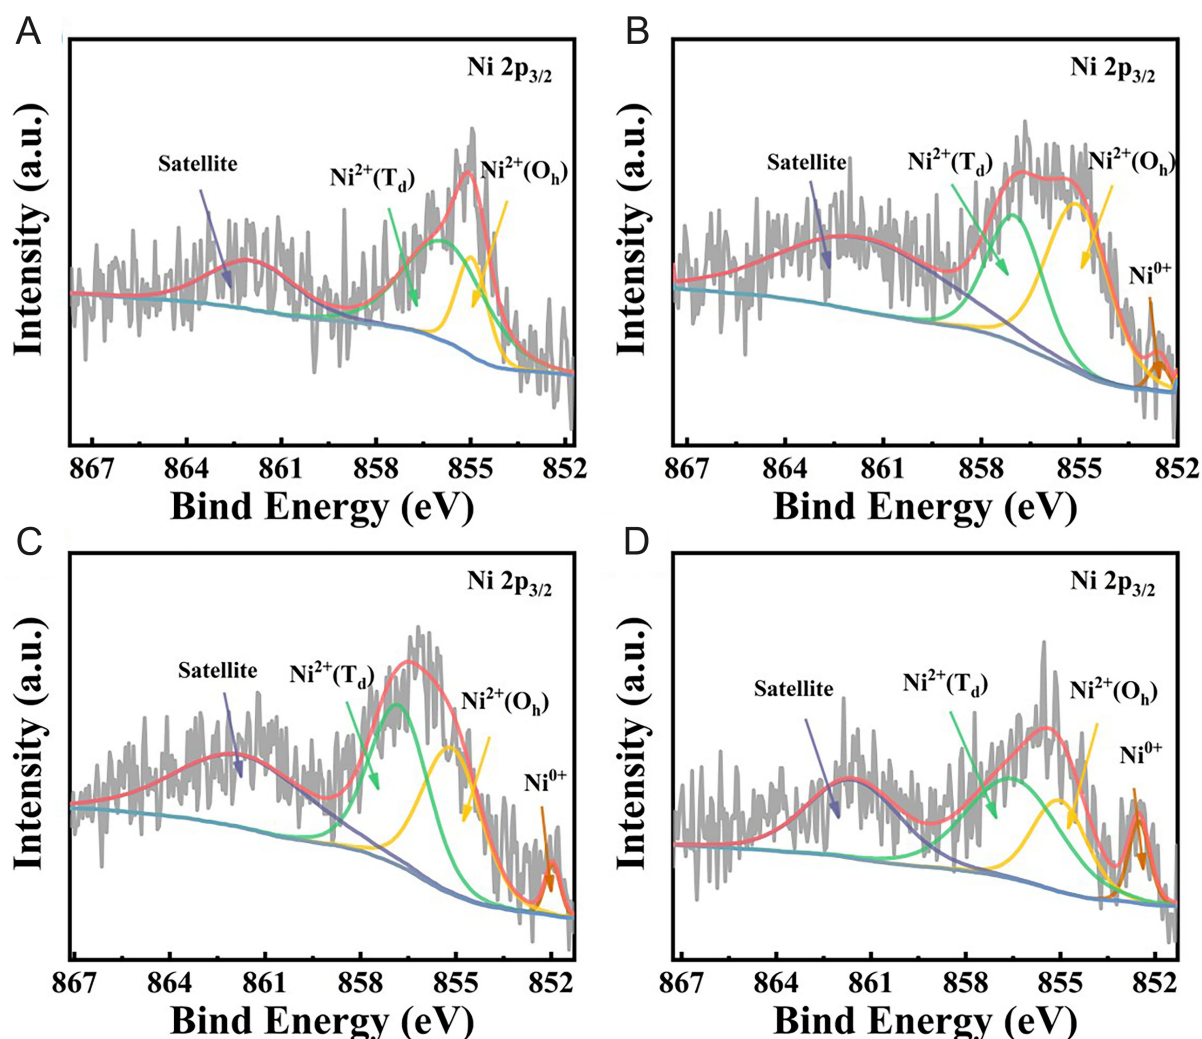 A
Ni 2p3/2
Satellite
Ni2+(Td)
Ni2+(Oh)
Intensity (a.u.)
867 864 861 858 855 852
Bind Energy (eV)
B
Ni 2p3/2
Satellite
Ni2+(Td)
Ni2+(Oh)
Ni0+
Intensity (a.u.)
867 864 861 858 855 852
Bind Energy (eV)
C
Ni 2p3/2
Satellite
Ni2+(Td)
Ni2+(Oh)
Ni0+
Intensity (a.u.)
867 864 861 858 855 852
Bind Energy (eV)
D
Ni 2p3/2
Satellite
Ni2+(Td)
Ni2+(Oh)
Ni0+
Intensity (a.u.)
867 864 861 858 855 852
Bind Energy (eV)